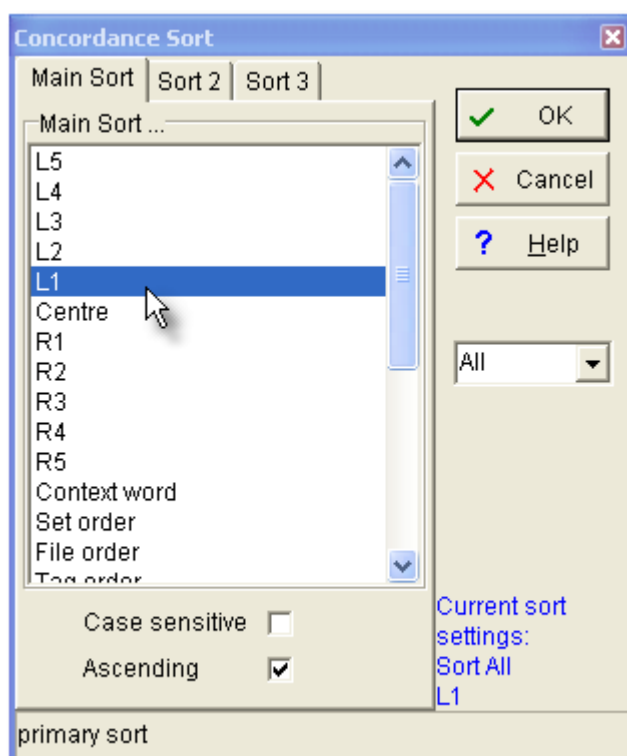 Concordance Sort
Main Sort
Sort 2
Sort 3
Main Sort ...
L5
L4
L3
L2
L1
Centre
R1
R2
R3
R4
R5
Context word
Set order
File order
Tag order
Case sensitive
Ascending
OK
Cancel
? Help
All
Current sort
settings:
Sort All
L1
primary sort